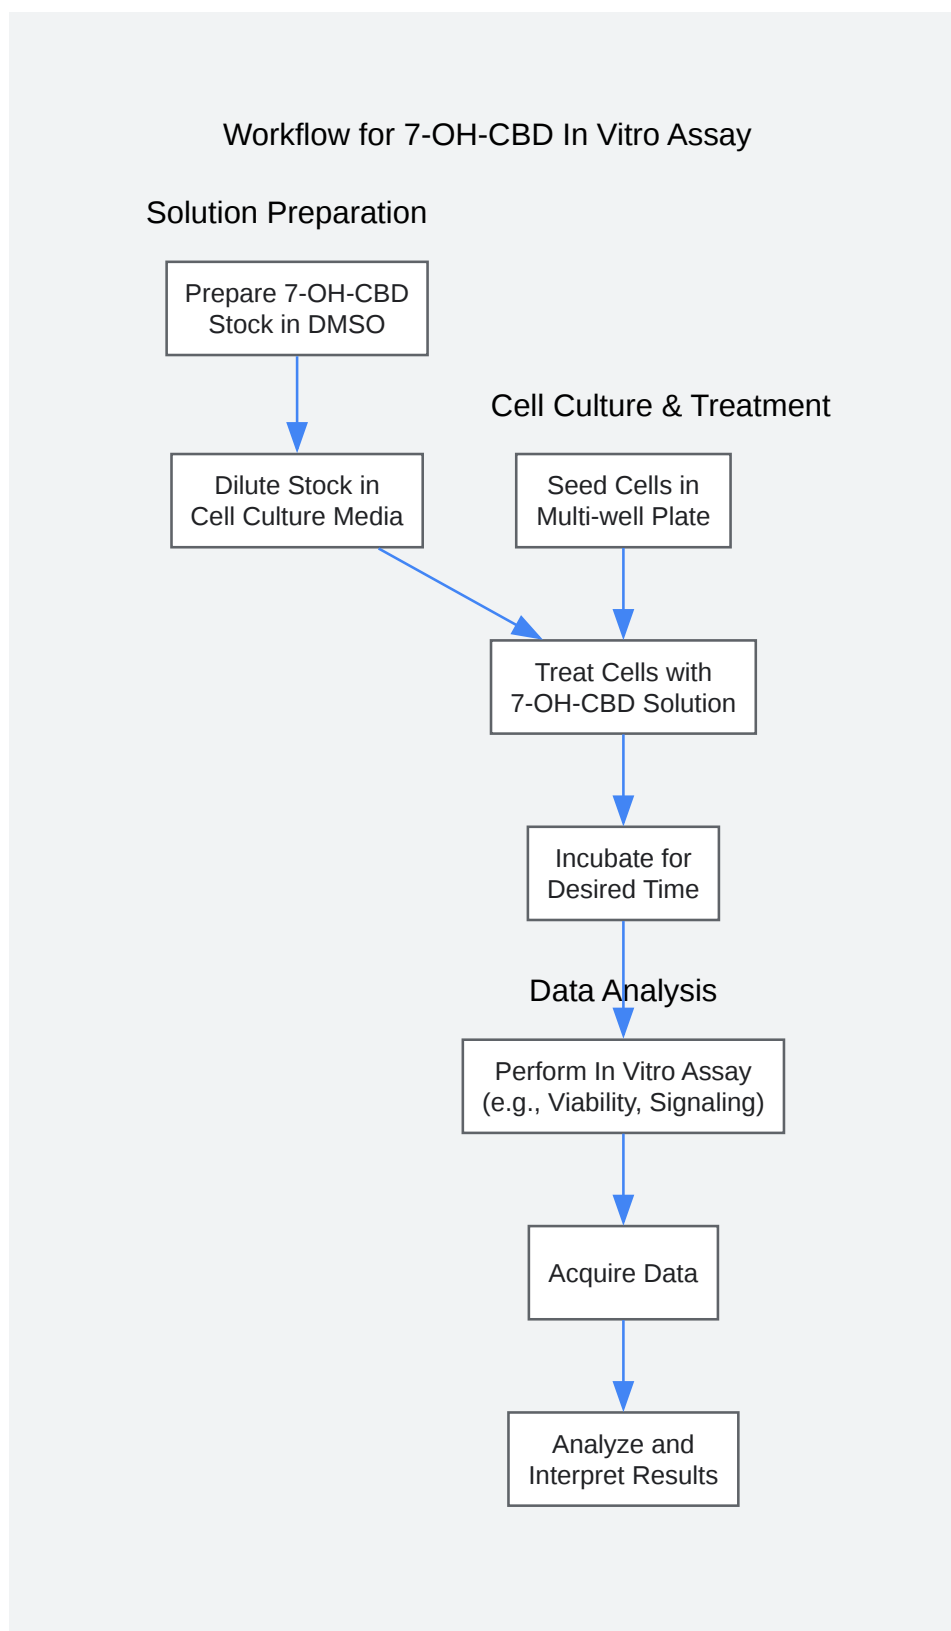 Workflow for 7-OH-CBD In Vitro Assay
Solution Preparation
Prepare 7-OH-CBD
Stock in DMSO
Dilute Stock in
Cell Culture Media
Cell Culture & Treatment
Seed Cells in
Multi-well Plate
Treat Cells with
7-OH-CBD Solution
Incubate for
Desired Time
Data Analysis
Perform In Vitro Assay
(e.g., Viability, Signaling)
Acquire Data
Analyze and
Interpret Results